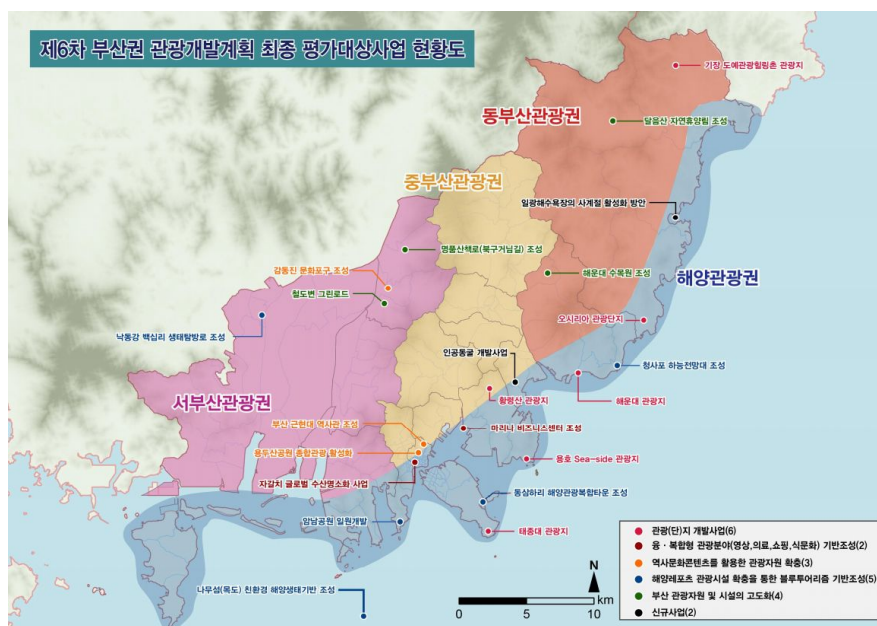 제6차 부산권 관광개발계획 최종 평가대상사업 현황도
기장 도예관광힐링촌 관광지
동부산관광권
달음산 자연휴양림 조성
중부산관광권
일광해수욕장의 사계절 활성화 방안
명품산책로(북구거님길) 조성
감동진 문화포구 조성
해운대 수목원 조성
해양관광권
철도변 그린로드
낙동강 백십리 생태탐방로 조성
오시리아 관광단지
인공동굴 개발사업
청사포 하늘전망대 조성
서부산관광권
황령산 관광지
해운대 관광지
부산 근현대 역사관 조성
마리나 비즈니스센터 조성
용두산공원 종합관광 활성화
용호 Sea-side 관광지
자갈치 글로벌 수산명소화 사업
동삼하리 해양관광복합타운 조성
암남공원 일원개발
태종대 관광지
나무섬(목도) 친환경 해양생태기반 조성
관광(단)지 개발사업(6)
융·복합형 관광분야(영상,의료,쇼핑,식문화) 기반조성(2)
역사문화콘텐츠를 활용한 관광자원 확충(3)
해양레포츠 관광시설 확충을 통한 블루투어리즘 기반조성(5)
부산 관광자원 및 시설의 고도화(4)
신규사업(2)
N
0 5 10 km